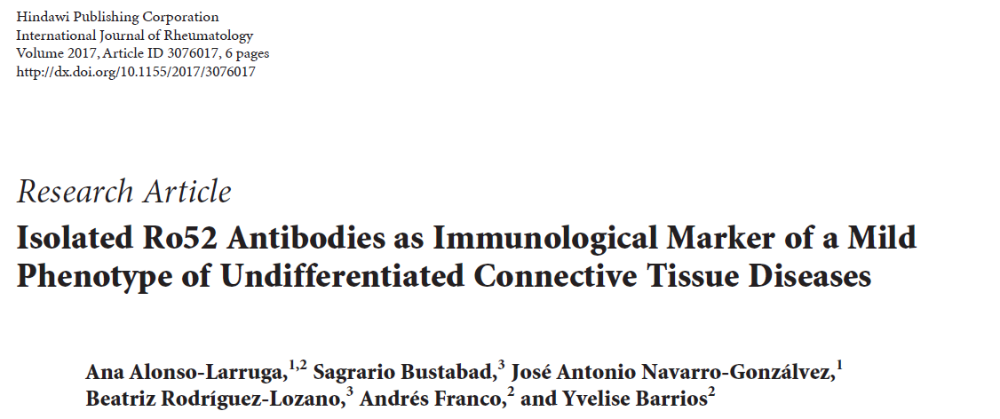 Hindawi Publishing Corporation
International Journal of Rheumatology
Volume 2017, Article ID 3076017, 6 pages
http://dx.doi.org/10.1155/2017/3076017
Research Article
Isolated Ro52 Antibodies as Immunological Marker of a Mild
Phenotype of Undifferentiated Connective Tissue Diseases
Ana Alonso-Larruga,1,2 Sagrario Bustabad,3 José Antonio Navarro-Gonzálvez,1
Beatriz Rodríguez-Lozano,3 Andrés Franco,2 and Yvelise Barrios2